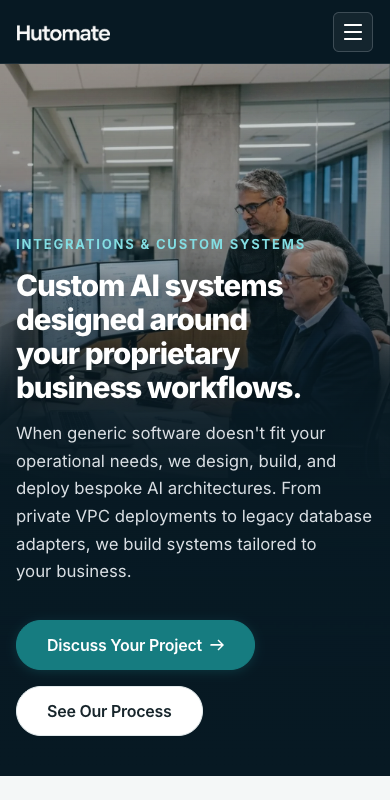 Hutomate
INTEGRATIONS & CUSTOM SYSTEMS
Custom AI systems
designed around
your proprietary
business workflows.
When generic software doesn't fit your
operational needs, we design, build, and
deploy bespoke AI architectures. From
private VPC deployments to legacy database
adapters, we build systems tailored to
your business.
Discuss Your Project →
See Our Process